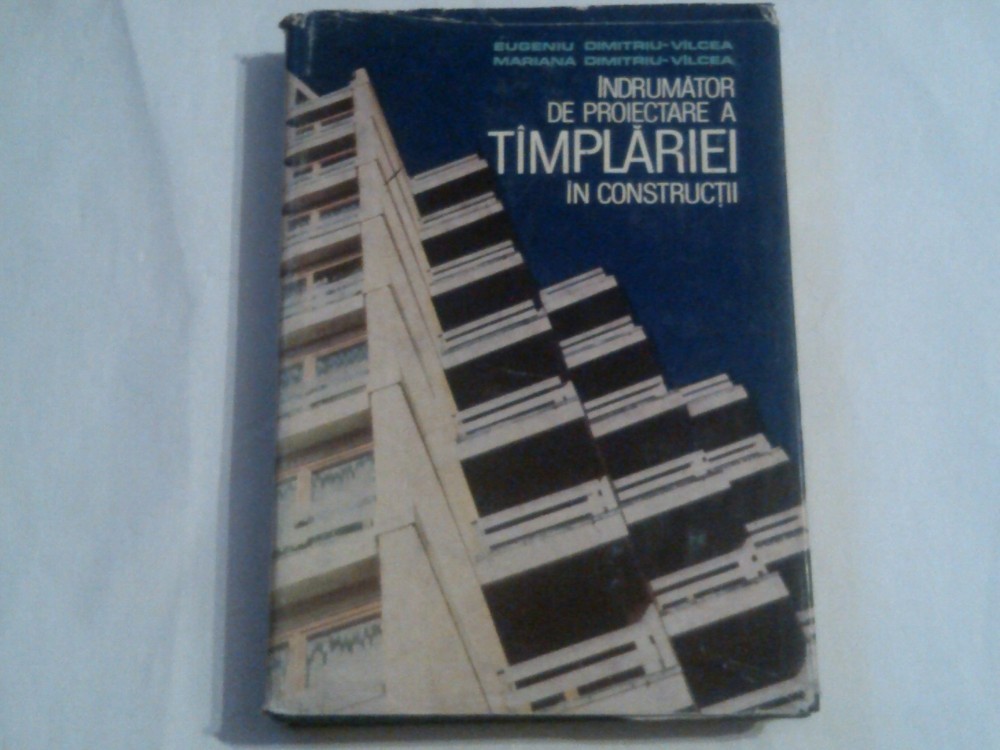 EUGENIU DIMITRIU-VÎLCEA
MARIANA DIMITRIU-VÎLCEA
ÎNDRUMĂTOR
DE PROIECTARE A
TÎMPLĂRIEI
ÎN CONSTRUCȚII